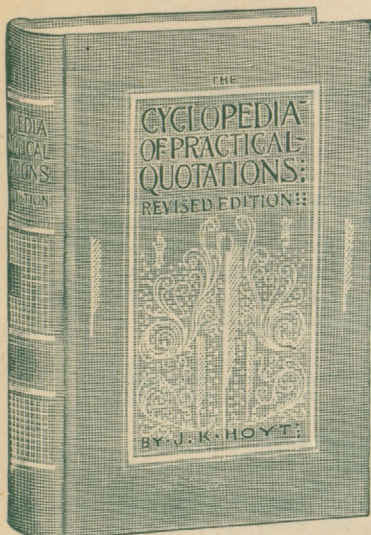 THE
CYCLOPEDIA
OF PRACTICAL
QUOTATIONS:
REVISED EDITION
BY·J.K·HOYT: